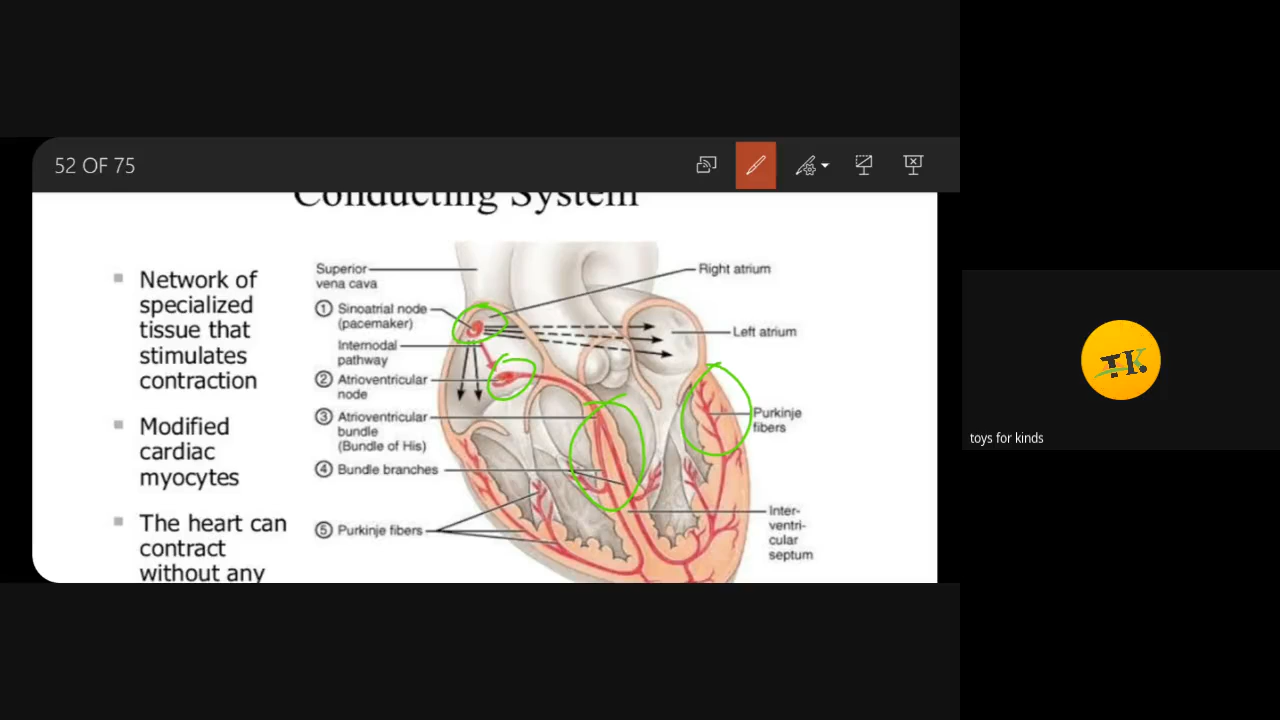 52 OF 75
Conducting System
Network of
specialized
tissue that
stimulates
contraction
Modified
cardiac
myocytes
The heart can
contract
without any
Superior
vena cava
1 Sinoatrial node
(pacemaker)
Internodal
pathway
2 Atrioventricular
node
3 Atrioventricular
bundle
(Bundle of His)
4 Bundle branches
5 Purkinje fibers
Right atrium
Left atrium
Purkinje
fibers
Inter-
ventri-
cular
septum
TK.
toys for kinds